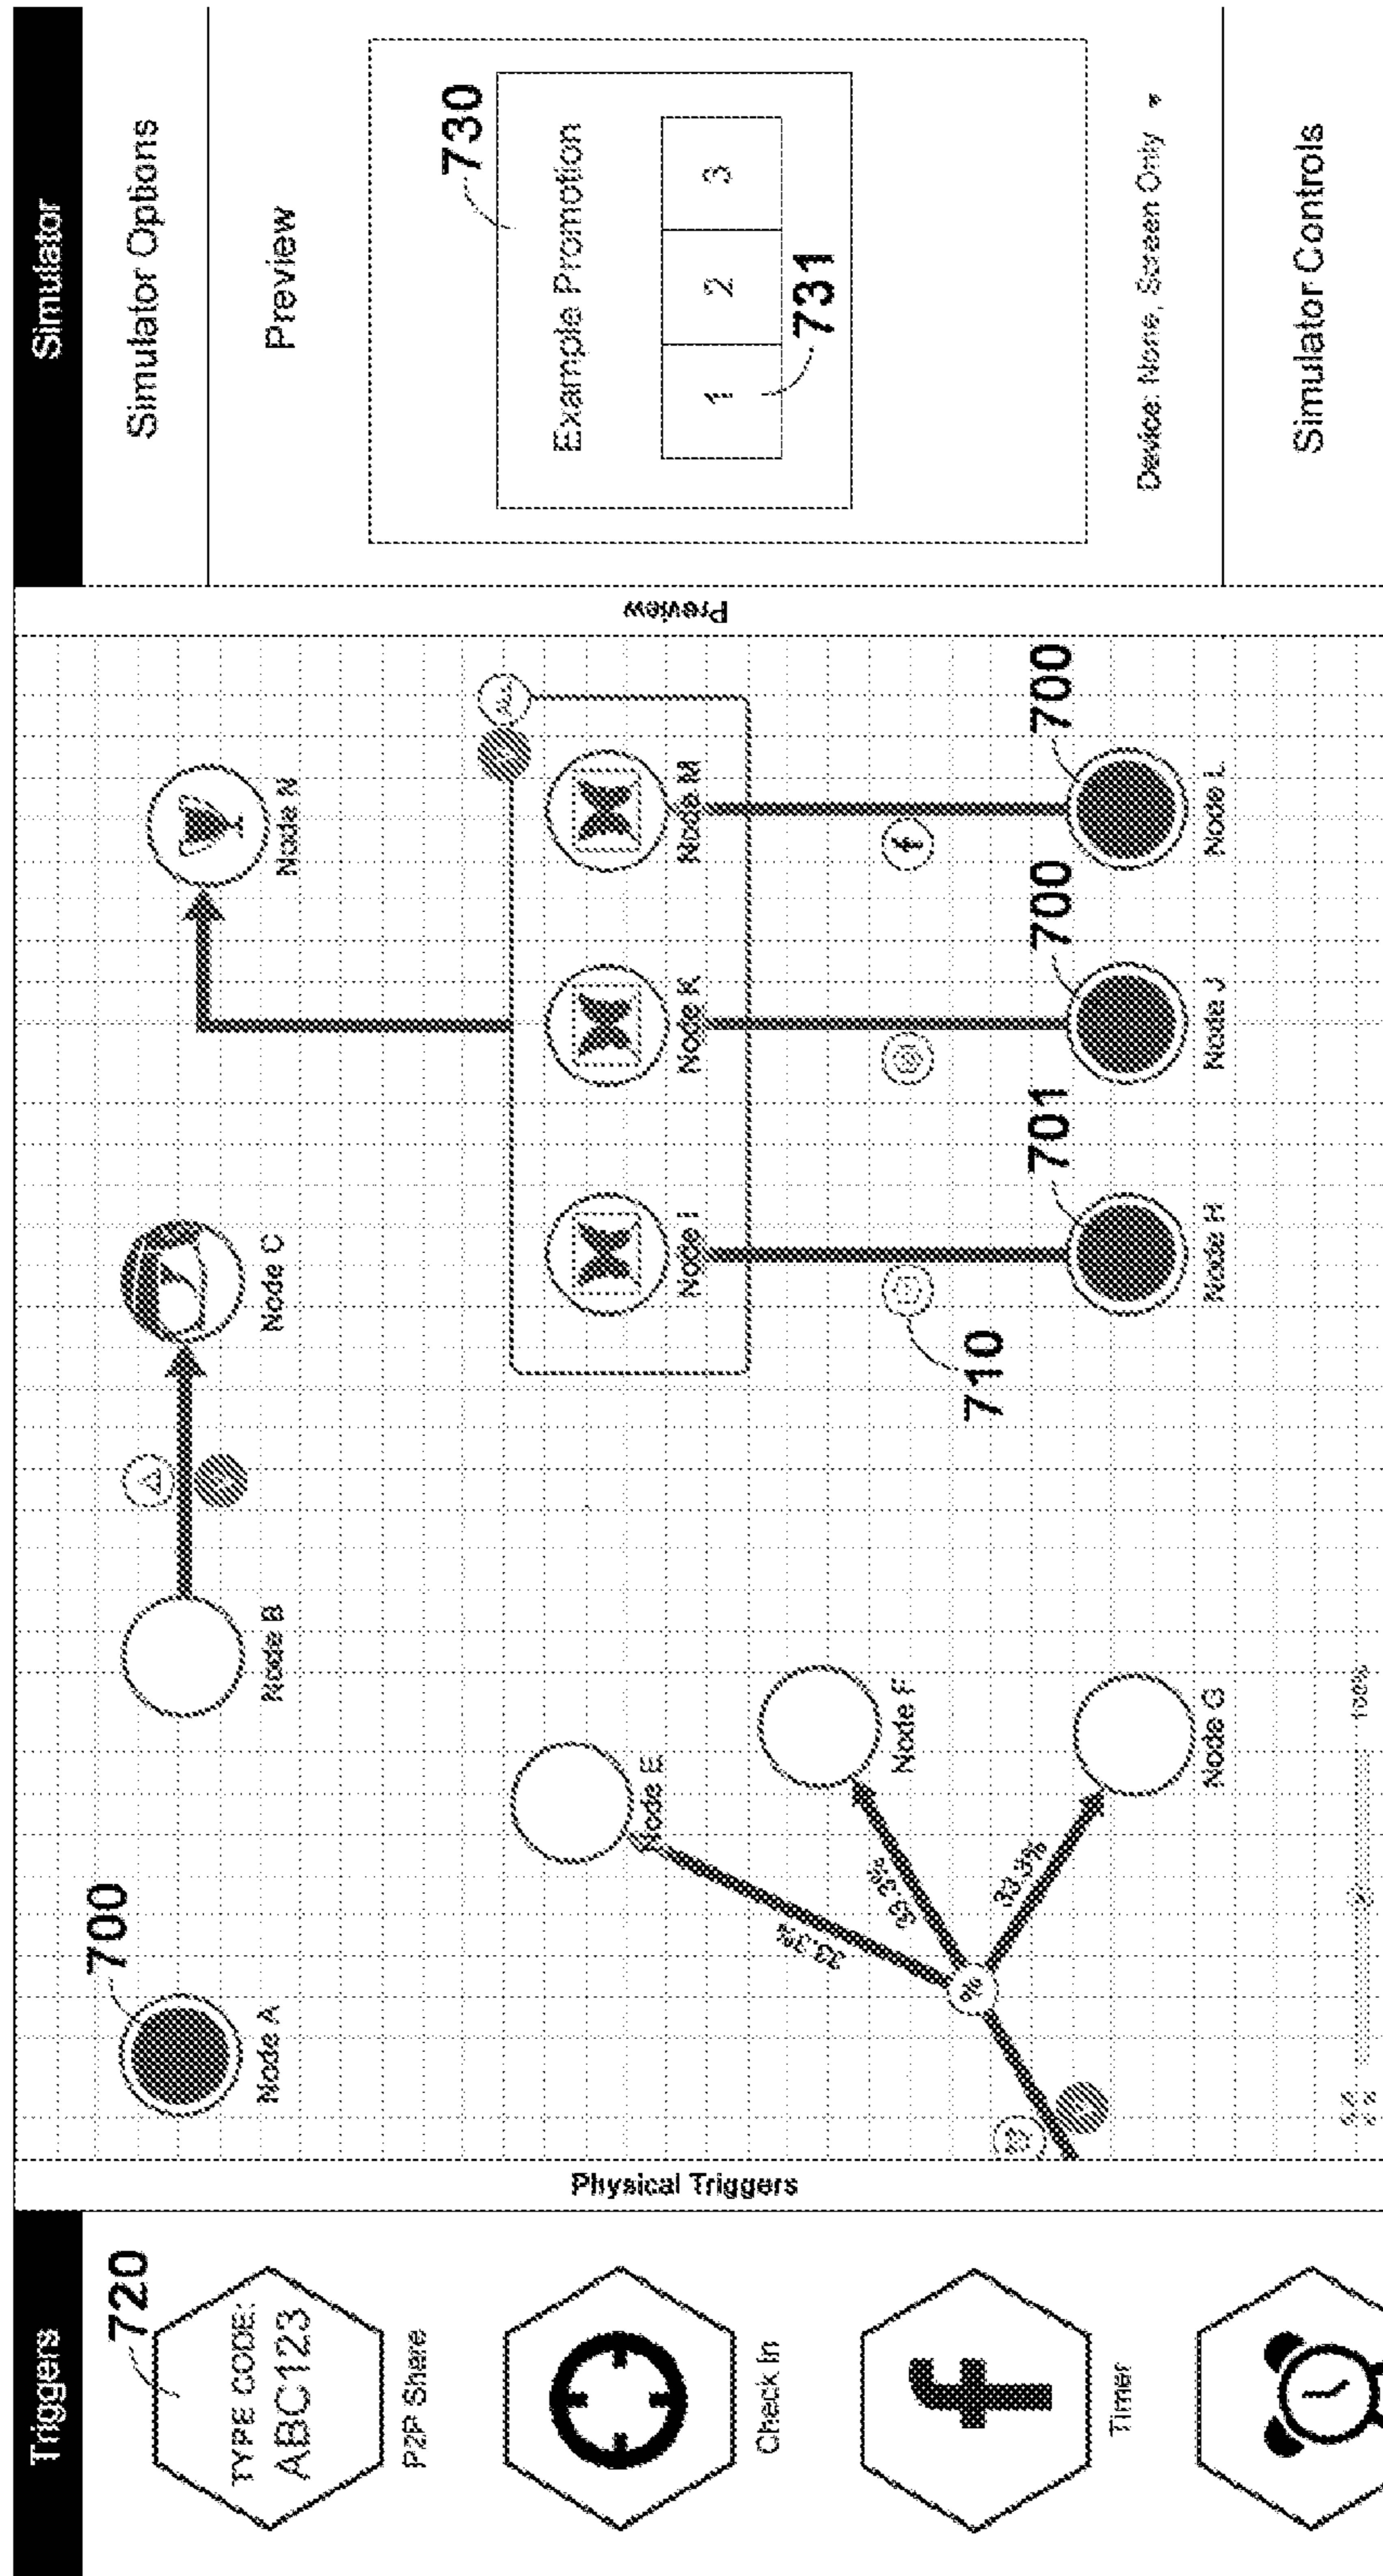 Triggers
720
TYPE CODE:
ABC123
P2P Share
Check In
Timer
Physical Triggers
700
Node A
Node B
Node C
Node N
Node E
Node F
Node G
33.3%
33.3%
33.3%
%
100%
Node I
Node K
Node M
710
701
700
700
Node H
Node J
Node L
Preview
Simulator
Simulator Options
Preview
730
Example Promotion
1
2
3
731
Device: None, Screen Only
Simulator Controls